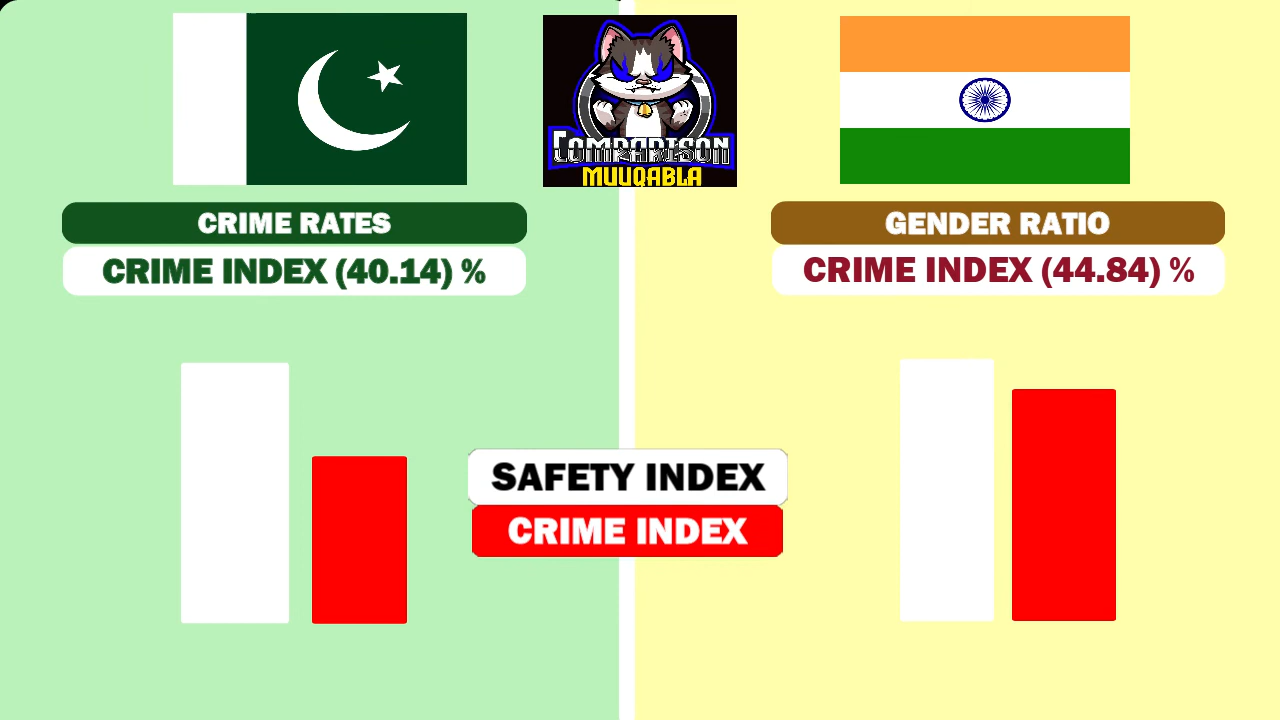 COMPARISON
MUUQABLA
CRIME RATES
CRIME INDEX (40.14) %
GENDER RATIO
CRIME INDEX (44.84) %
SAFETY INDEX
CRIME INDEX